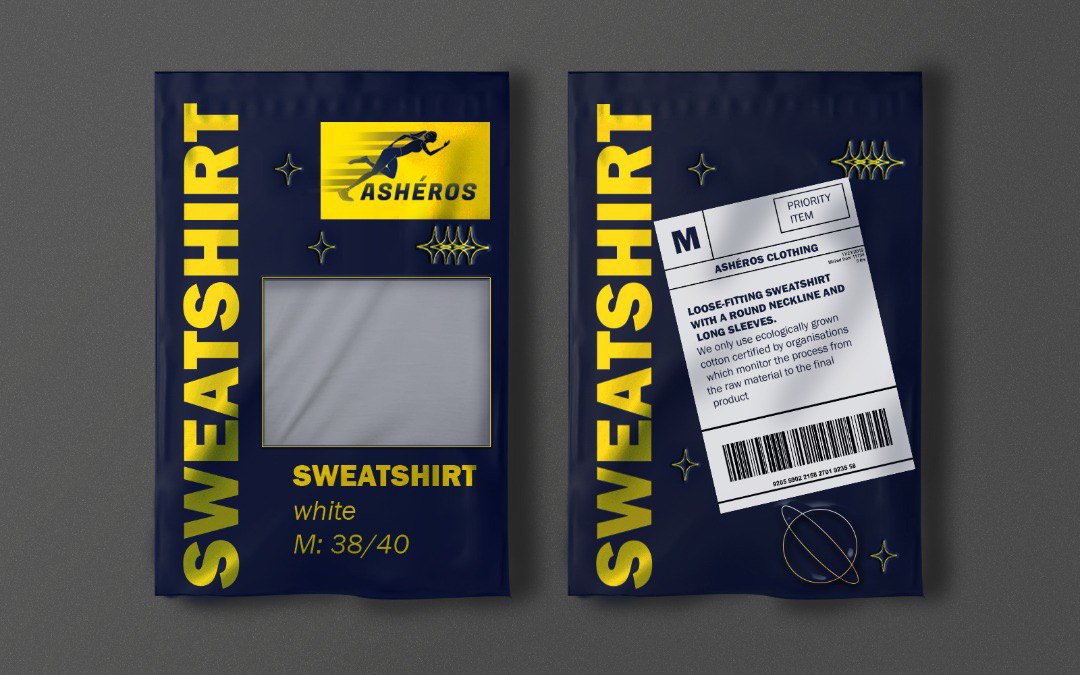 SWEATSHIRT
ASHÉROS
SWEATSHIRT
white
M: 38/40
SWEATSHIRT
M
PRIORITY
ITEM
ASHÉROS CLOTHING
LOOSE-FITTING SWEATSHIRT
WITH A ROUND NECKLINE AND
LONG SLEEVES.
We only use ecologically grown
cotton certified by organisations
which monitor the process from
the raw material to the final
product